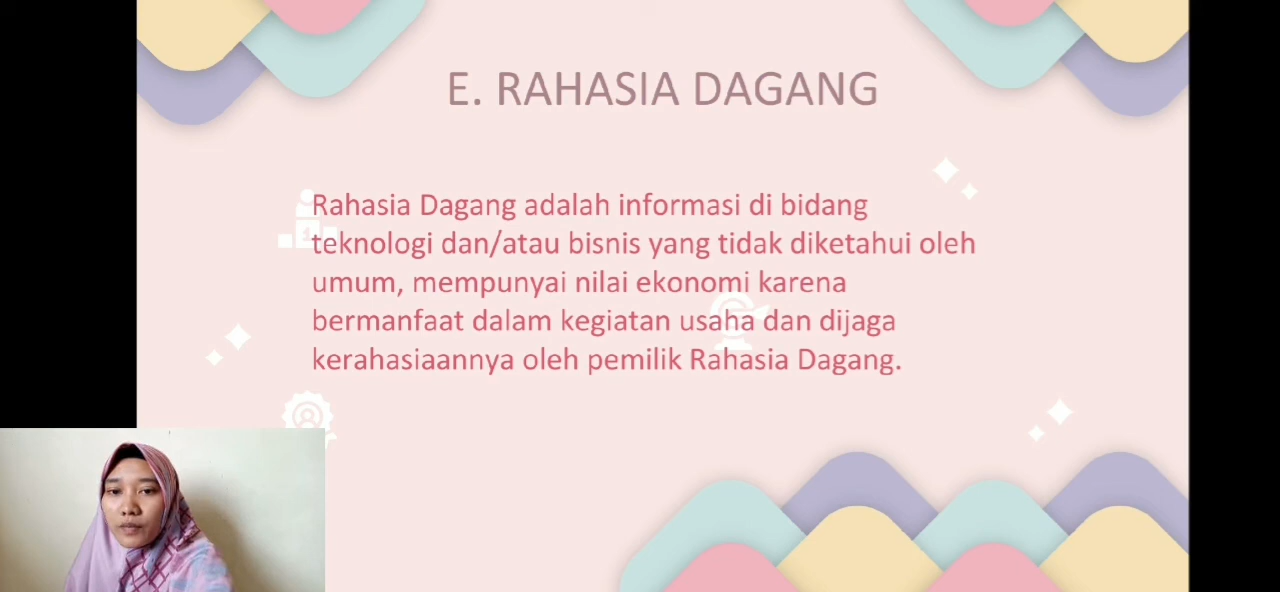 E. RAHASIA DAGANG
Rahasia Dagang adalah informasi di bidang
teknologi dan/atau bisnis yang tidak diketahui oleh
umum, mempunyai nilai ekonomi karena
bermanfaat dalam kegiatan usaha dan dijaga
kerahasiaannya oleh pemilik Rahasia Dagang.